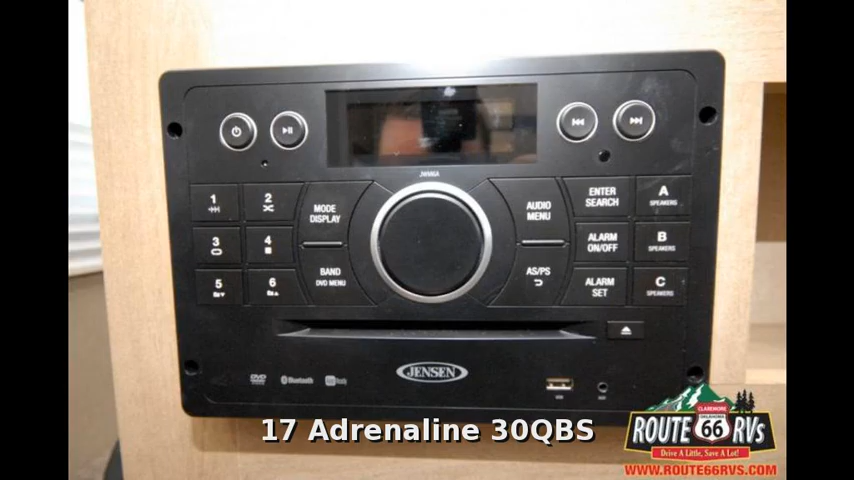 JWM6A
1
2
MODE
DISPLAY
AUDIO
MENU
ENTER
SEARCH
A
SPEAKERS
3
4
ALARM
ON/OFF
B
SPEAKERS
5
6
BAND
DVD MENU
AS/PS
ALARM
SET
C
SPEAKERS
DVD
Bluetooth
JENSEN
17 Adrenaline 30QBS
CLAREMORE
OKLAHOMA
ROUTE 66 RVs
Drive A Little, Save A Lot!
WWW.ROUTE66RVS.COM